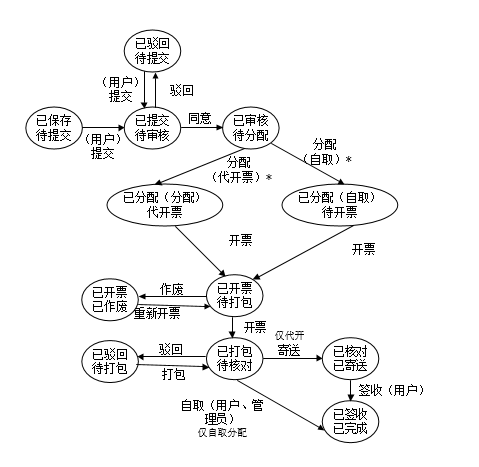 已驳回
待提交
（用户）
提交
驳回
已保存
待提交
（用户）
提交
已提交
待审核
同意
已审核
待分配
分配
（代开票）*
分配
（自取）*
已分配（分配）
代开票
已分配（自取）
待开票
开票
开票
已开票
已作废
作废
重新开票
已开票
待打包
开票
已驳回
待打包
驳回
打包
已打包
待核对
仅代开
寄送
已核对
已寄送
签收（用户）
自取（用户、管
理员）
仅自取分配
已签收
已完成